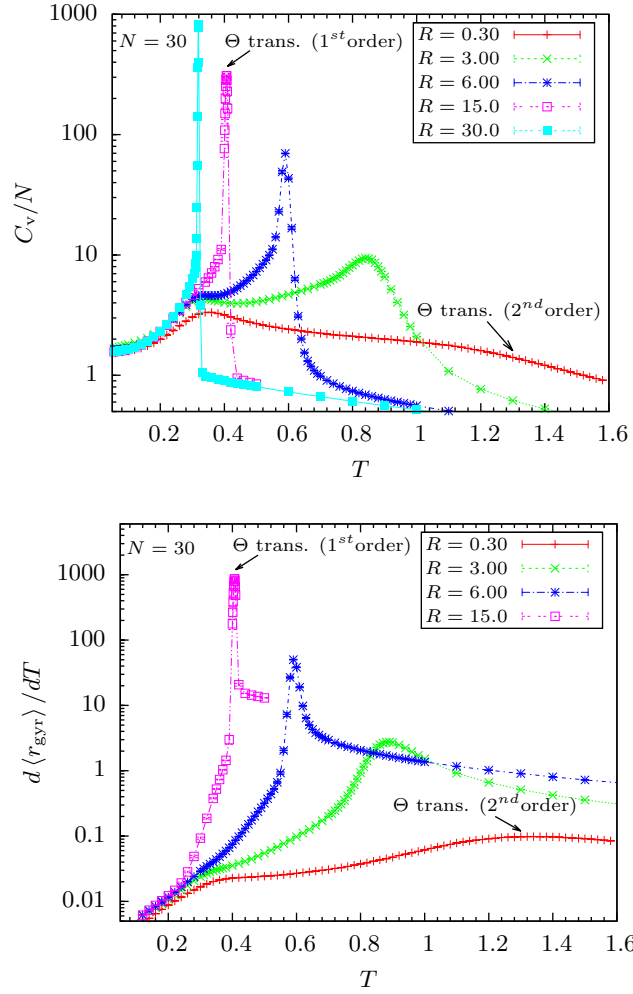 N = 30
Θ trans. (1st order)
R = 0.30
R = 3.00
R = 6.00
R = 15.0
R = 30.0
1000
100
10
1
Cv/N
Θ trans. (2nd order)
0.2 0.4 0.6 0.8 1 1.2 1.4 1.6
T
N = 30
Θ trans. (1st order)
R = 0.30
R = 3.00
R = 6.00
R = 15.0
1000
100
10
1
0.1
0.01
d ⟨rgyr⟩ /dT
Θ trans. (2nd order)
0.2 0.4 0.6 0.8 1 1.2 1.4 1.6
T